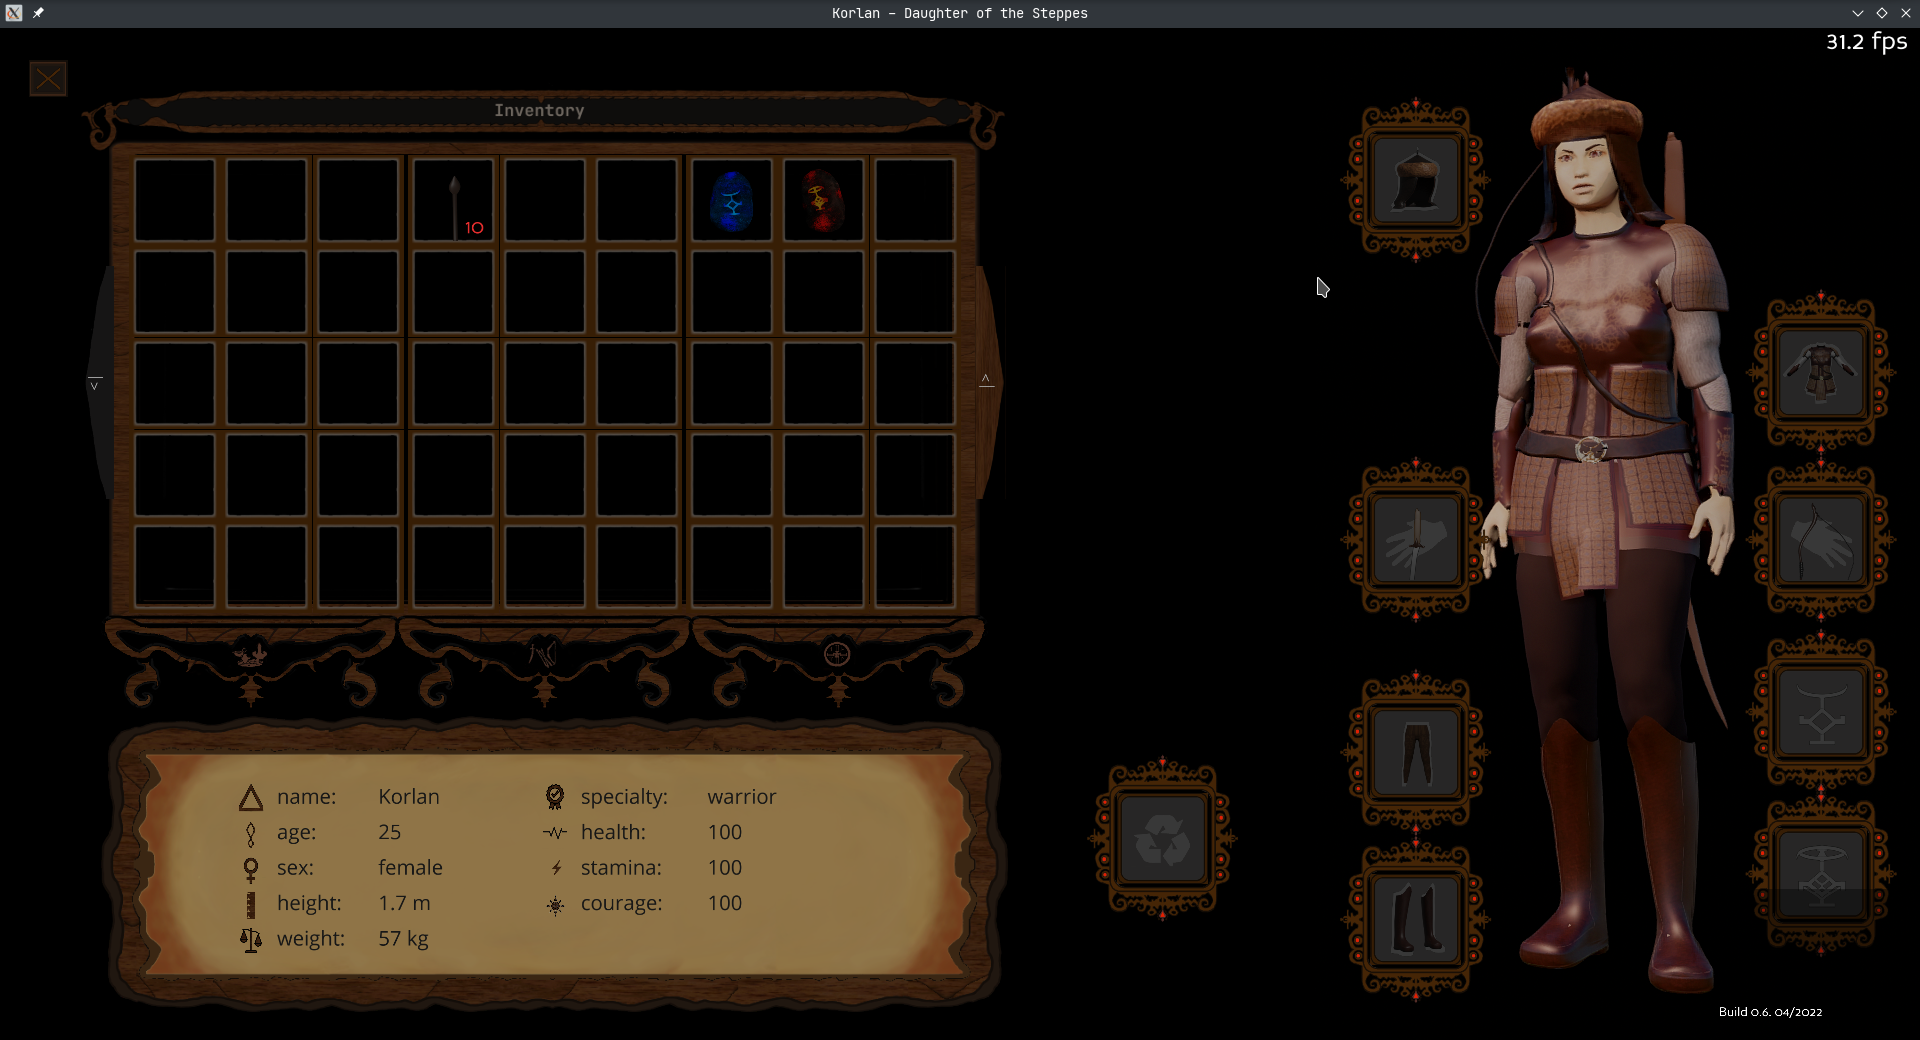 Korlan – Daughter of the Steppes
31.2 fps
Inventory
10
name: Korlan
age: 25
sex: female
height: 1.7 m
weight: 57 kg
specialty: warrior
health: 100
stamina: 100
courage: 100
Build 0.6. 04/2022